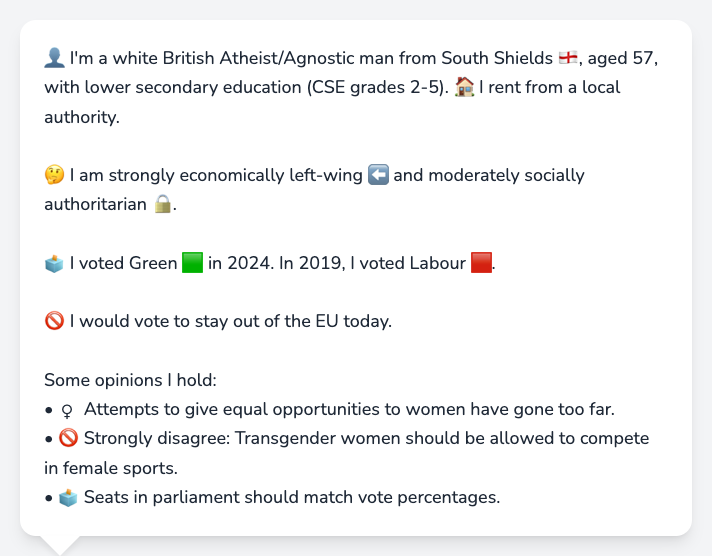 👤 I'm a white British Atheist/Agnostic man from South Shields 🏴󠁧󠁢󠁥󠁮󠁧󠁿, aged 57,
with lower secondary education (CSE grades 2-5). 🏠 I rent from a local
authority.
🤔 I am strongly economically left-wing ⬅️ and moderately socially
authoritarian 🔒.
🗳️ I voted Green 🟩 in 2024. In 2019, I voted Labour 🟥.
🚫 I would vote to stay out of the EU today.
Some opinions I hold:
• ♀ Attempts to give equal opportunities to women have gone too far.
• 🚫 Strongly disagree: Transgender women should be allowed to compete
in female sports.
• 🗳️ Seats in parliament should match vote percentages.